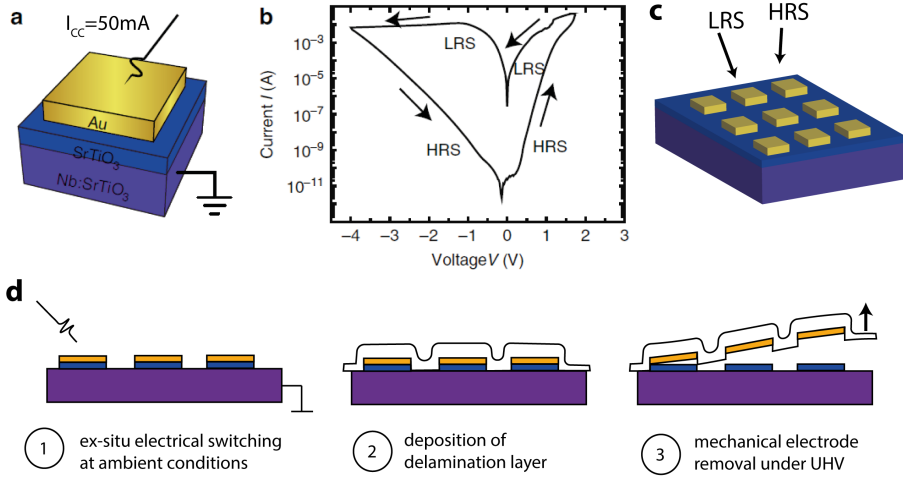 a
I_CC=50mA
Au
SrTiO₃
Nb:SrTiO₃
b
Current I (A)
10⁻³
10⁻⁵
10⁻⁷
10⁻⁹
10⁻¹¹
LRS
LRS
HRS
HRS
−4 −3 −2 −1 0 1 2 3
VoltageV (V)
c
LRS
HRS
d
1
ex-situ electrical switching
at ambient conditions
2
deposition of
delamination layer
3
mechanical electrode
removal under UHV